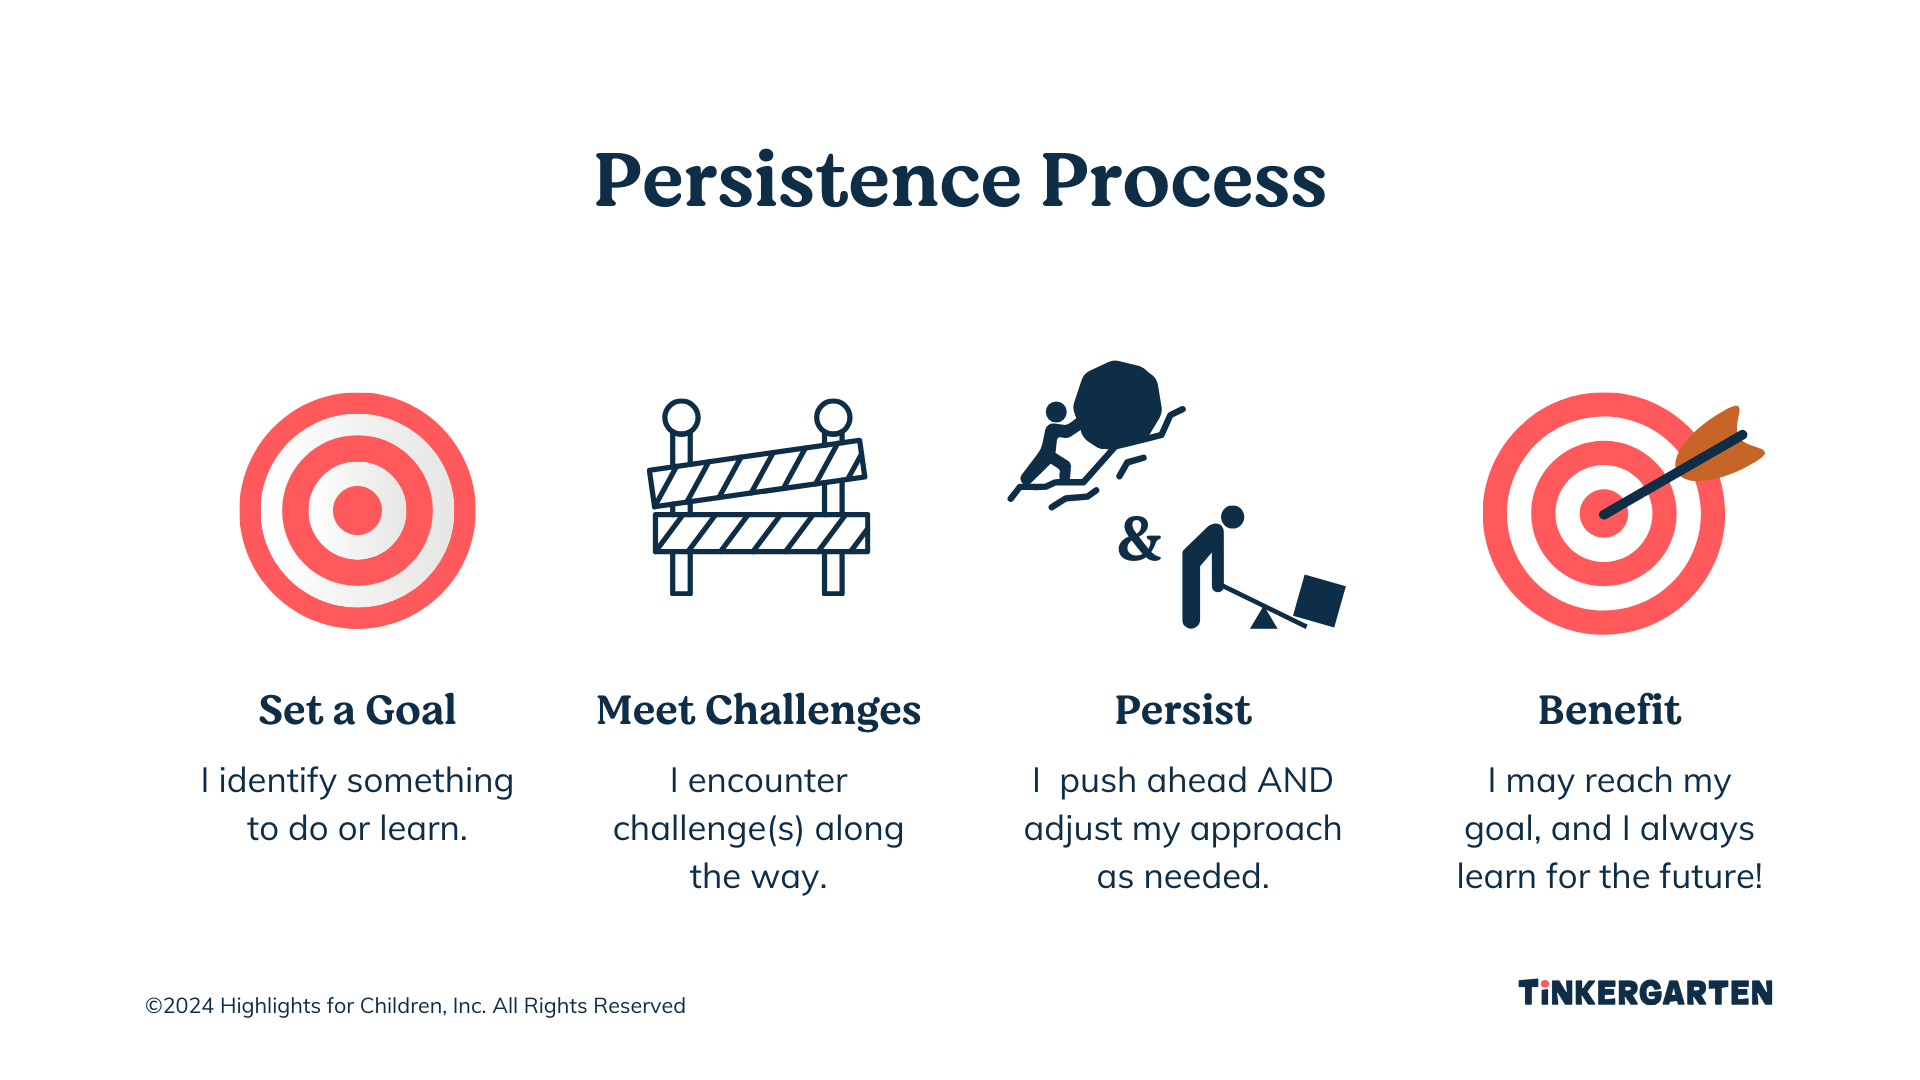 Persistence Process
&
Set a Goal
I identify something
to do or learn.
Meet Challenges
I encounter
challenge(s) along
the way.
Persist
I  push ahead AND
adjust my approach
as needed.
Benefit
I may reach my
goal, and I always
learn for the future!
©2024 Highlights for Children, Inc. All Rights Reserved
TiNKERGARTEN